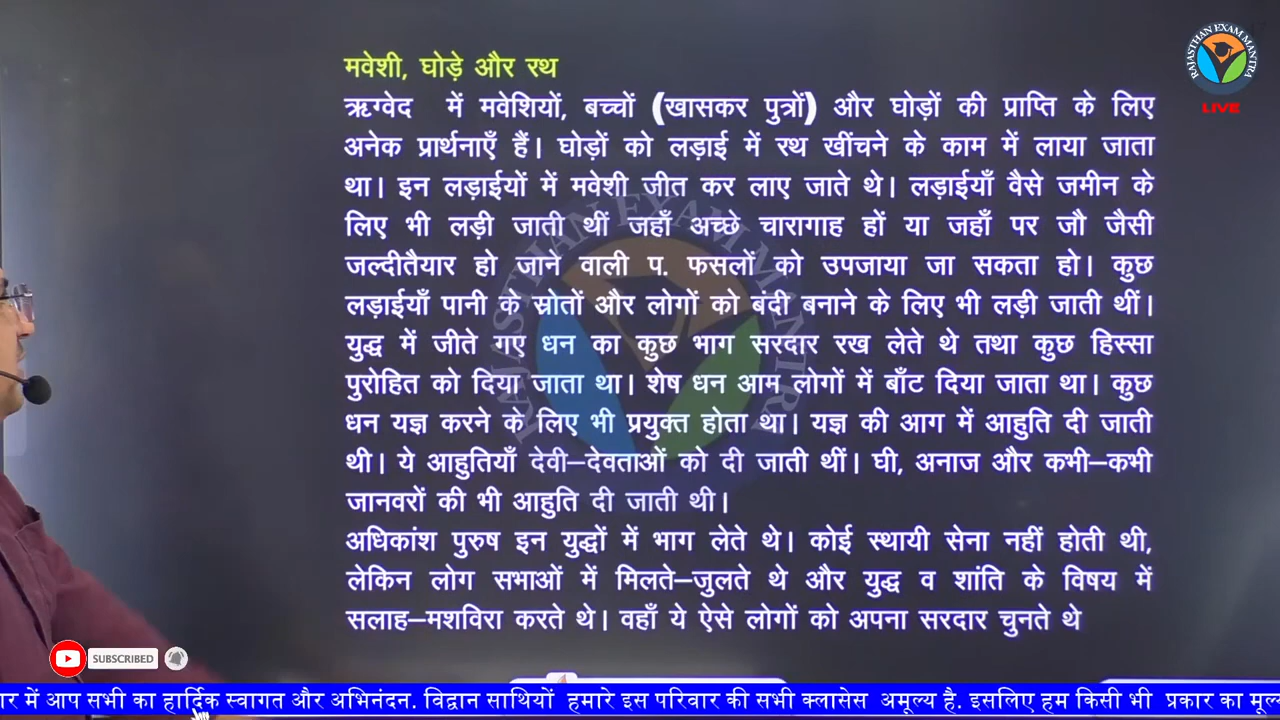 RAJASTHAN EXAM MANTRA
LIVE
मवेशी, घोड़े और रथ
ऋग्वेद में मवेशियों, बच्चों (खासकर पुत्रों) और घोड़ों की प्राप्ति के लिए
अनेक प्रार्थनाएँ हैं। घोड़ों को लड़ाई में रथ खींचने के काम में लाया जाता
था। इन लड़ाईयों में मवेशी जीत कर लाए जाते थे। लड़ाईयाँ वैसे जमीन के
लिए भी लड़ी जाती थीं जहाँ अच्छे चारागाह हों या जहाँ पर जौ जैसी
जल्दीतैयार हो जाने वाली प. फसलों को उपजाया जा सकता हो। कुछ
लड़ाईयाँ पानी के स्रोतों और लोगों को बंदी बनाने के लिए भी लड़ी जाती थीं।
युद्ध में जीते गए धन का कुछ भाग सरदार रख लेते थे तथा कुछ हिस्सा
पुरोहित को दिया जाता था। शेष धन आम लोगों में बाँट दिया जाता था। कुछ
धन यज्ञ करने के लिए भी प्रयुक्त होता था। यज्ञ की आग में आहुति दी जाती
थी। ये आहुतियाँ देवी–देवताओं को दी जाती थीं। घी, अनाज और कभी–कभी
जानवरों की भी आहुति दी जाती थी।
अधिकांश पुरुष इन युद्धों में भाग लेते थे। कोई स्थायी सेना नहीं होती थी,
लेकिन लोग सभाओं में मिलते–जुलते थे और युद्ध व शांति के विषय में
सलाह–मशविरा करते थे। वहाँ ये ऐसे लोगों को अपना सरदार चुनते थे
RAJASTHAN EXAM MANTRA
SUBSCRIBED
में आप सभी का हार्दिक स्वागत और अभिनंदन. विद्वान साथियों हमारे इस परिवार की सभी क्लासेस अमूल्य है. इसलिए हम किसी भी प्रकार का